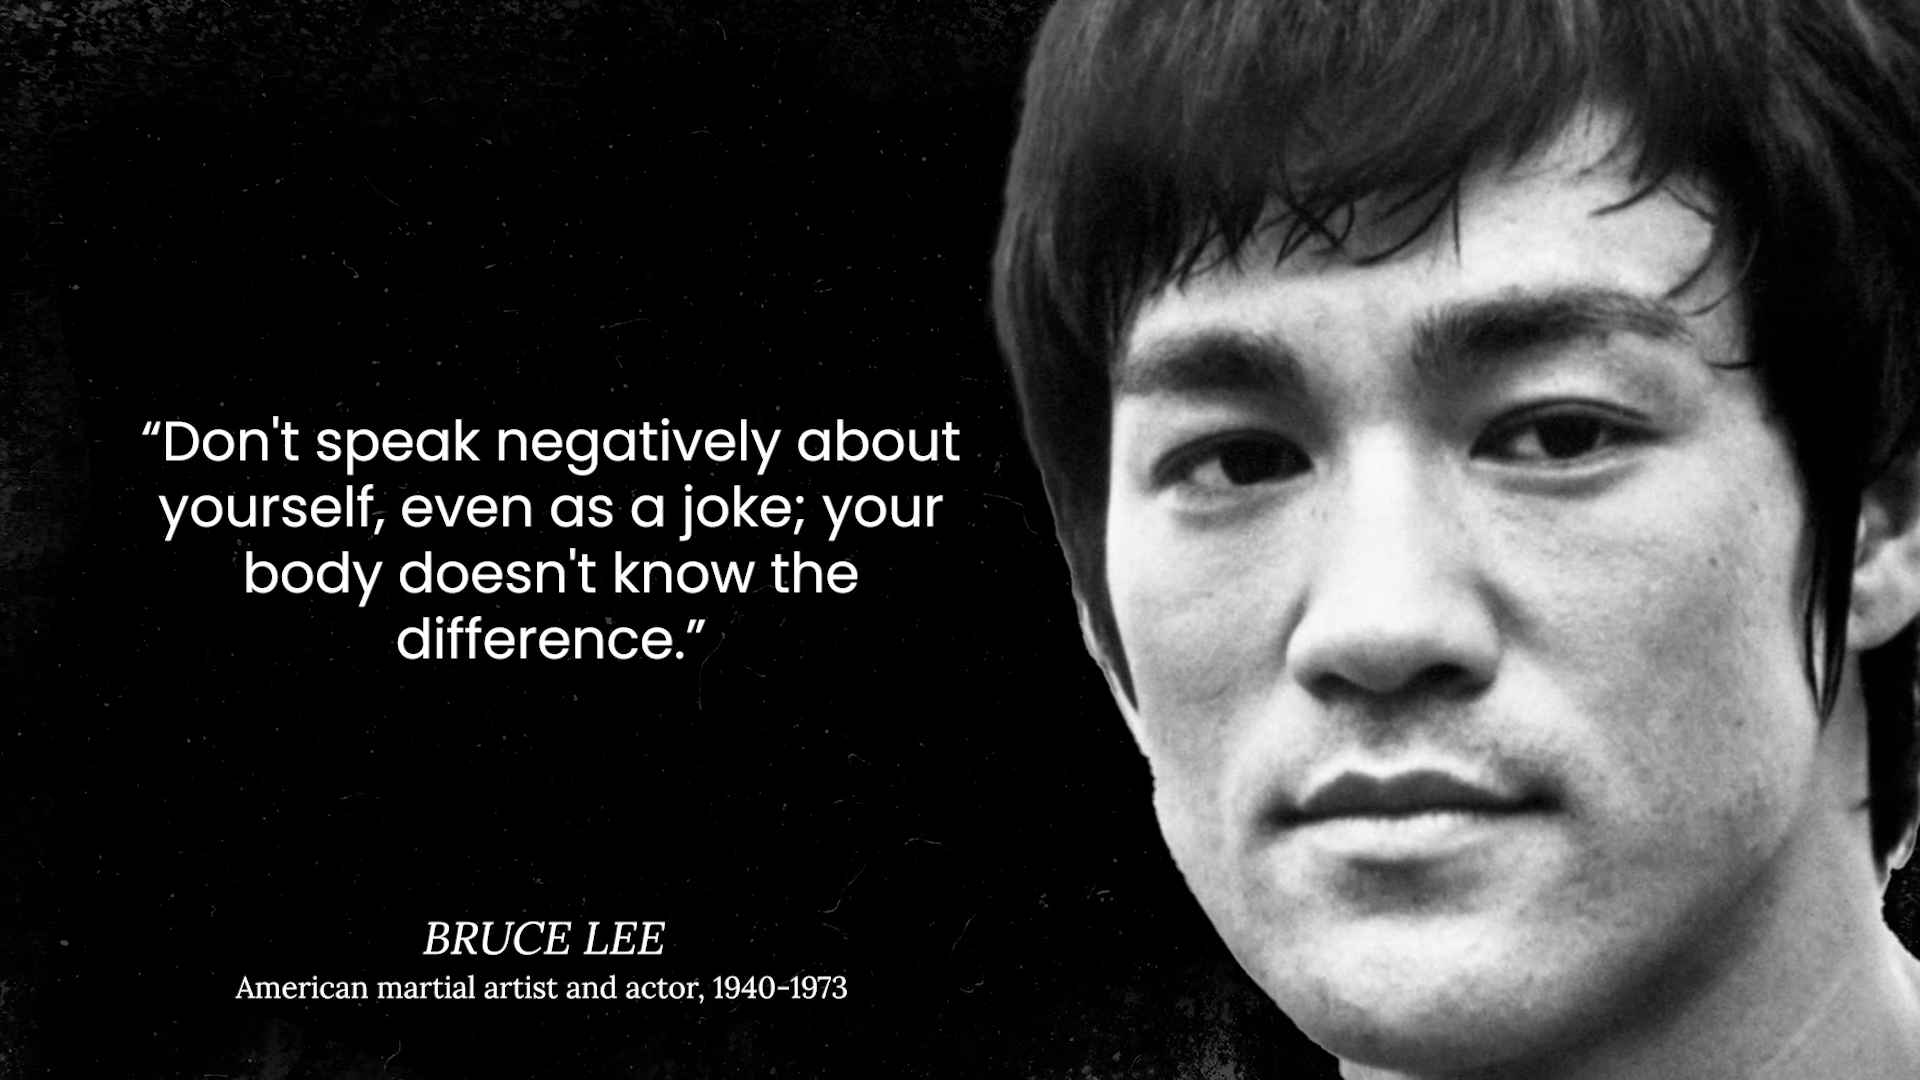 “Don't speak negatively about
yourself, even as a joke; your
body doesn't know the
difference.”
BRUCE LEE
American martial artist and actor, 1940-1973